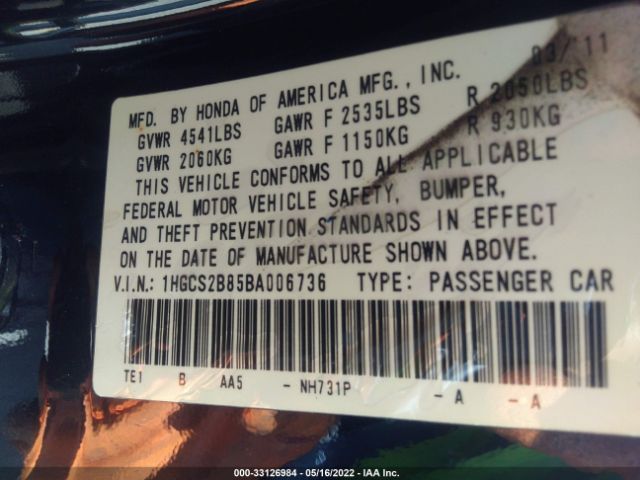 03/11
MFD. BY HONDA OF AMERICA MFG., INC.
GVWR 4541LBS GAWR F 2535LBS R 2050LBS
GVWR 2060KG GAWR F 1150KG R 930KG
THIS VEHICLE CONFORMS TO ALL APPLICABLE
FEDERAL MOTOR VEHICLE SAFETY, BUMPER,
AND THEFT PREVENTION STANDARDS IN EFFECT
ON THE DATE OF MANUFACTURE SHOWN ABOVE.
V.I.N.: 1HGCS2B85BA006736 TYPE: PASSENGER CAR
TE1 B AA5 - NH731P - A - A
000-33126984 - 05/16/2022 - IAA Inc.